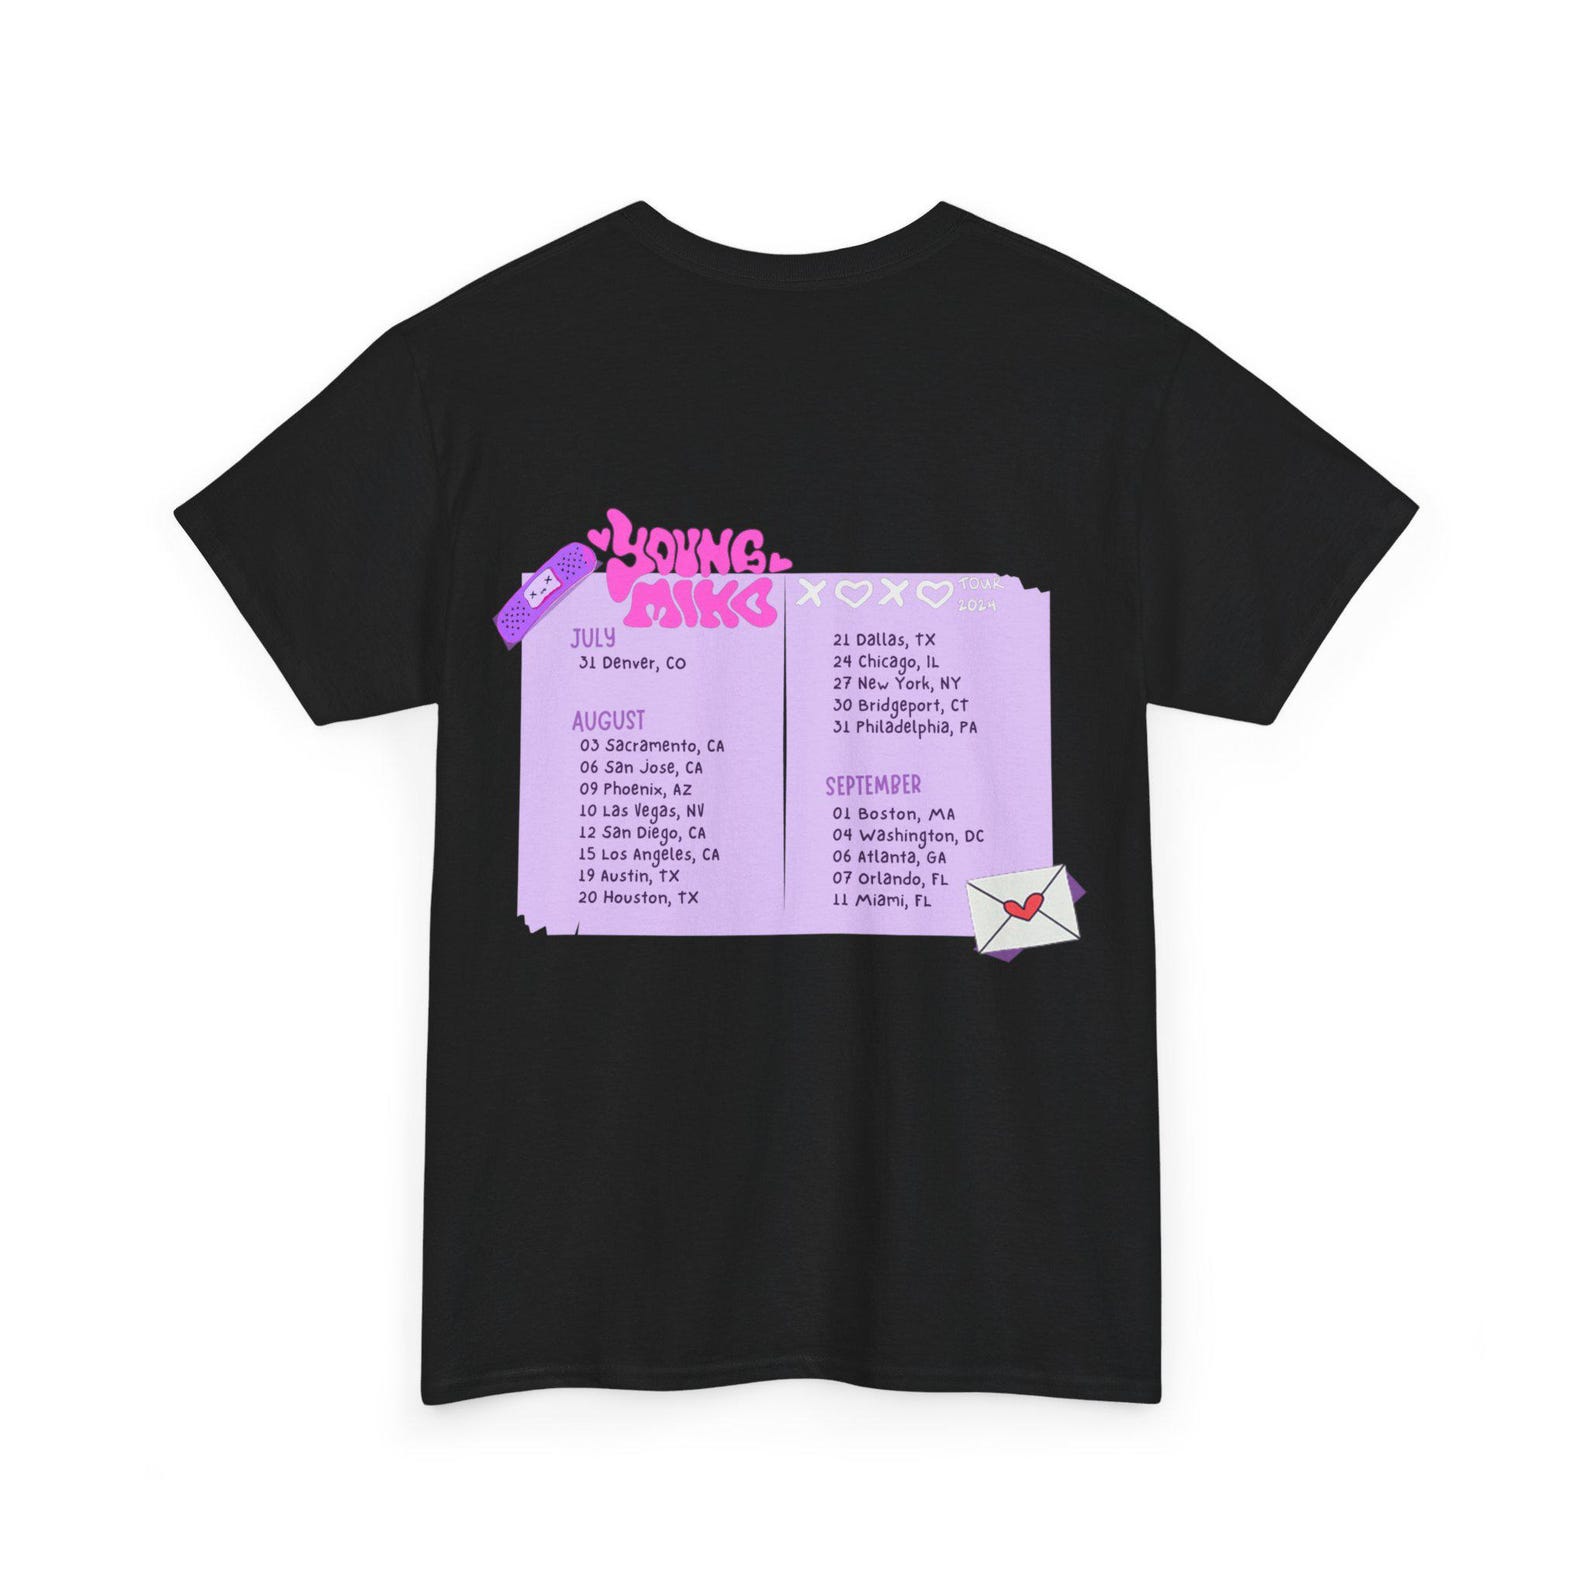 YOUNG
MIKO
XOXO TOUR
2024
JULY
31 Denver, CO
AUGUST
03 Sacramento, CA
06 San Jose, CA
09 Phoenix, AZ
10 Las Vegas, NV
12 San Diego, CA
15 Los Angeles, CA
19 Austin, TX
20 Houston, TX
21 Dallas, TX
24 Chicago, IL
27 New York, NY
30 Bridgeport, CT
31 Philadelphia, PA
SEPTEMBER
01 Boston, MA
04 Washington, DC
06 Atlanta, GA
07 Orlando, FL
11 Miami, FL